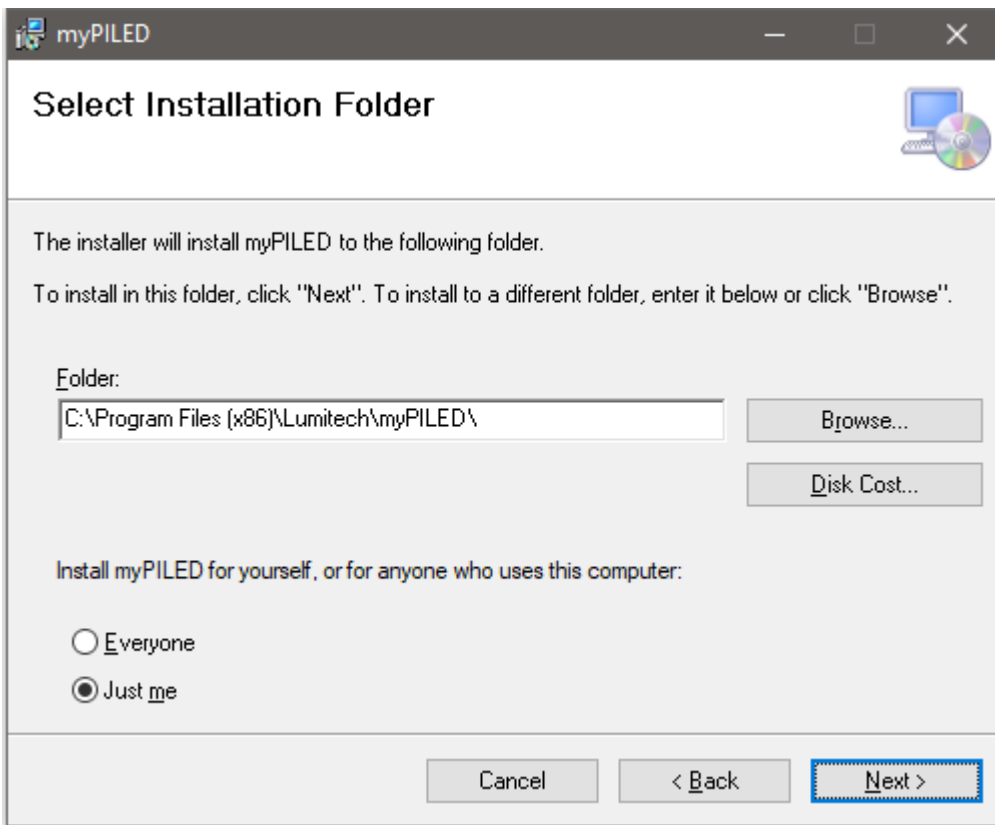 myPILED
Select Installation Folder
The installer will install myPILED to the following folder.
To install in this folder, click "Next". To install to a different folder, enter it below or click "Browse".
Folder:
C:\Program Files (x86)\Lumitech\myPILED\
Browse...
Disk Cost...
Install myPILED for yourself, or for anyone who uses this computer:
Everyone
Just me
Cancel
< Back
Next >